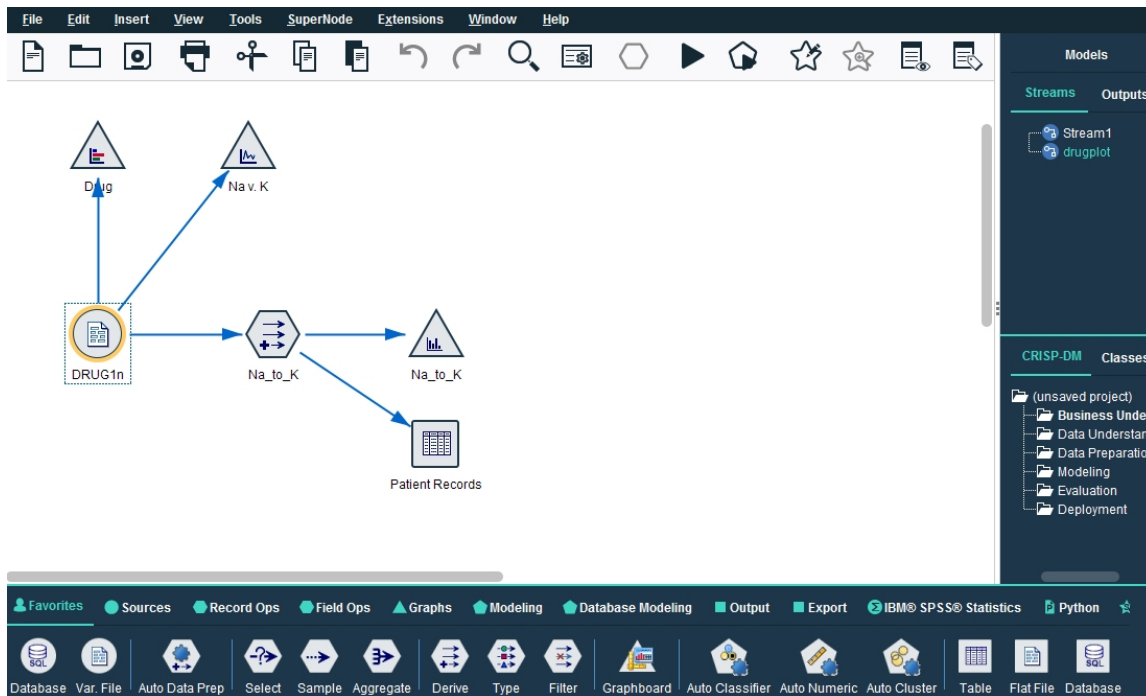 File Edit Insert View Tools SuperNode Extensions Window Help
Models
Streams Outputs
Stream1
drugplot
Drug
Na v. K
DRUG1n
Na_to_K
Na_to_K
Patient Records
CRISP-DM Classes
(unsaved project)
Business Unde
Data Understan
Data Preparatio
Modeling
Evaluation
Deployment
Favorites Sources Record Ops Field Ops Graphs Modeling Database Modeling Output Export IBM® SPSS® Statistics Python
SQL SQL
Database Var. File Auto Data Prep Select Sample Aggregate Derive Type Filter Graphboard Auto Classifier Auto Numeric Auto Cluster Table Flat File Database